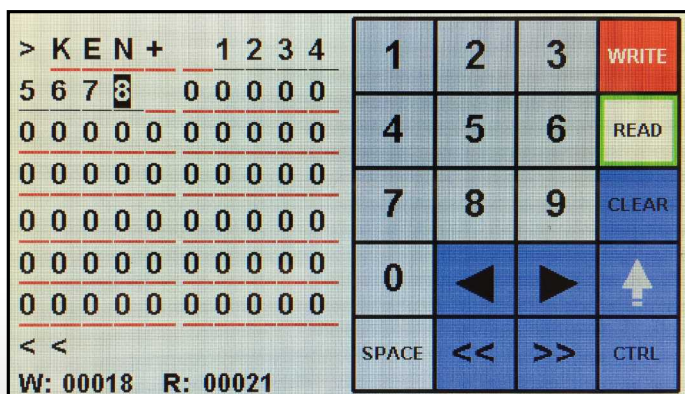 > K E N + 1 2 3 4
5 6 7 8 0 0 0 0 0
0 0 0 0 0 0 0 0 0 0
0 0 0 0 0 0 0 0 0 0
0 0 0 0 0 0 0 0 0 0
0 0 0 0 0 0 0 0 0 0
0 0 0 0 0 0 0 0 0 0
< <
W: 00018 R: 00021
1 2 3 WRITE
4 5 6 READ
7 8 9 CLEAR
0
SPACE << >> CTRL